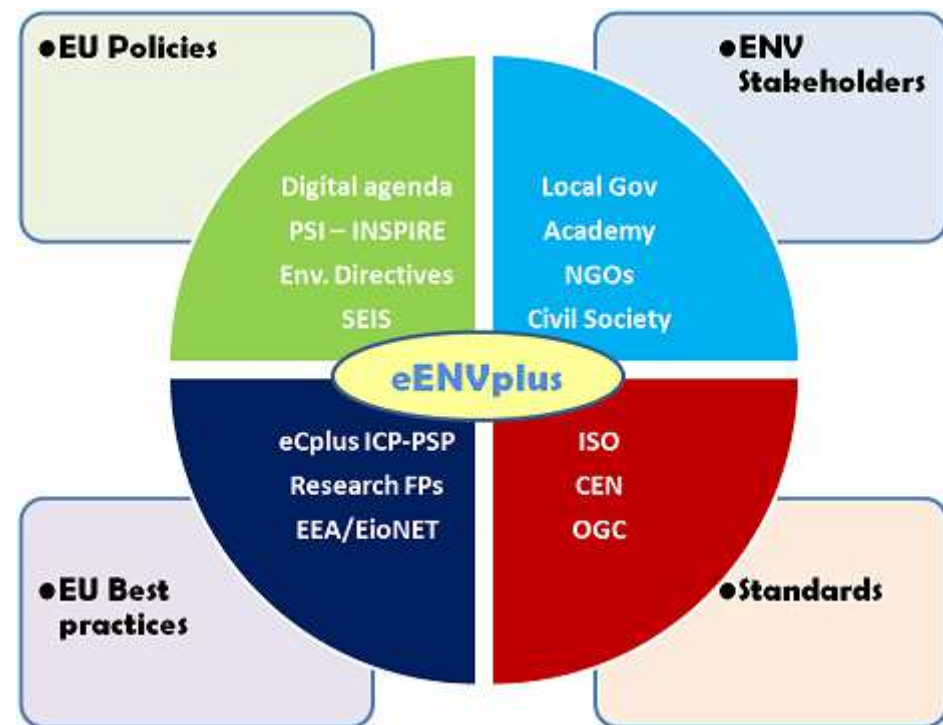 ●EU Policies
●ENV
Stakeholders
Digital agenda
PSI – INSPIRE
Env. Directives
SEIS
Local Gov
Academy
NGOs
Civil Society
eENVplus
eCplus ICP-PSP
Research FPs
EEA/EioNET
ISO
CEN
OGC
●EU Best
practices
●Standards